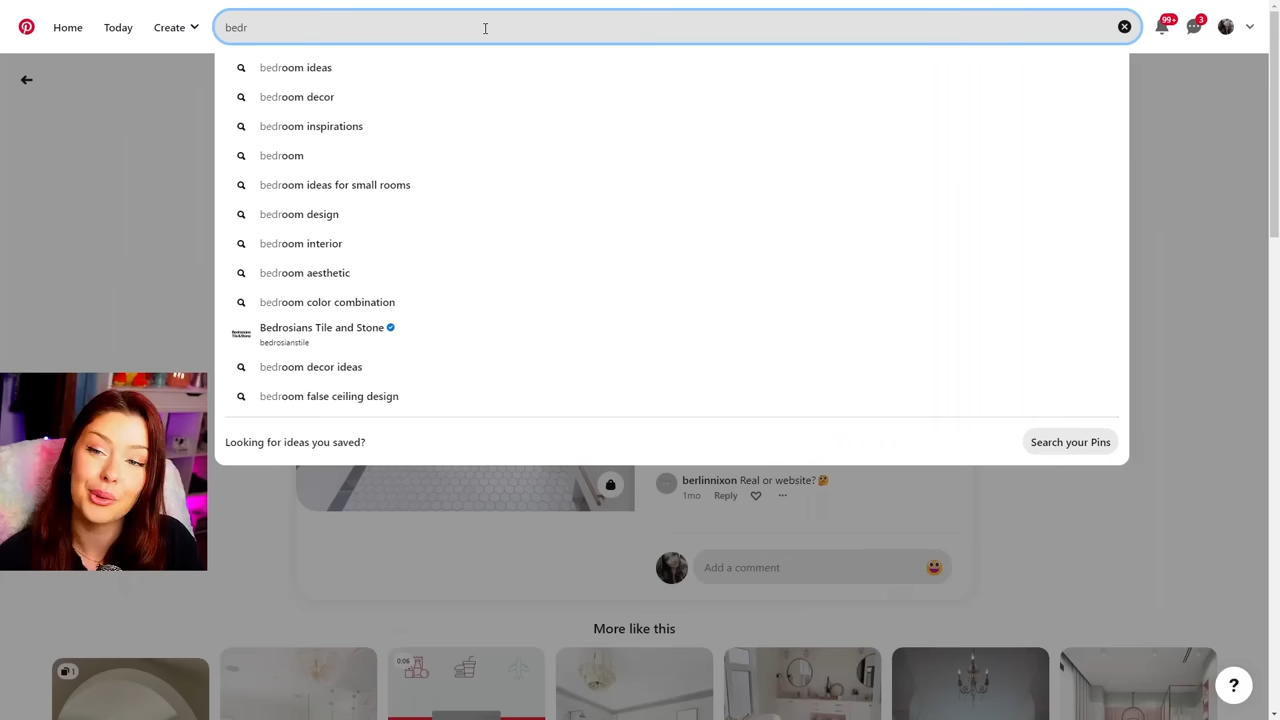 Home
Today
Create
bedr
99+
3
bedroom ideas
bedroom decor
bedroom inspirations
bedroom
bedroom ideas for small rooms
bedroom design
bedroom interior
bedroom aesthetic
bedroom color combination
Bedrosians Tile and Stone
bedrosianstile
bedroom decor ideas
bedroom false ceiling design
Looking for ideas you saved?
Search your Pins
berlinnixon Real or website?🤔
1mo
Reply
Add a comment
More like this
1
0:06
?